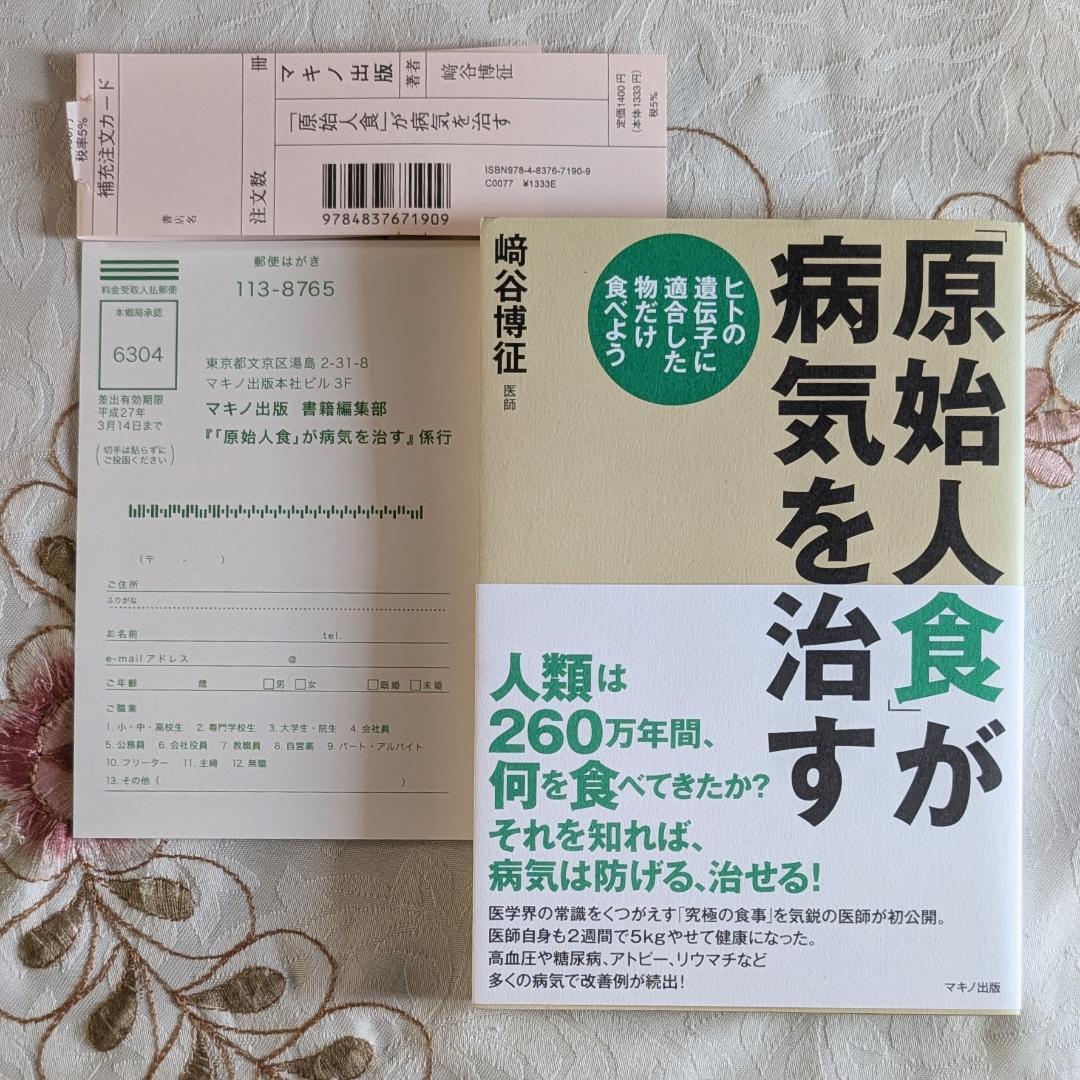 補充注文カード
税率5%
書店名
注文数
冊
マキノ出版
著者
﨑谷博征
「原始人食」が病気を治す
定価1400円
(本体1333円)
税5%
ISBN978-4-8376-7190-9
C0077 ¥1333E
9784837671909
郵便はがき
料金受取人払郵便
113-8765
本郷局承認
6304
差出有効期限
平成27年
3月14日まで
(切手は貼らずに
ご投函ください)
東京都文京区湯島 2-31-8
マキノ出版本社ビル 3F
マキノ出版 書籍編集部
『「原始人食」が病気を治す』係行
(〒 - )
ご住所
ふりがな
お名前 tel.
e-mailアドレス @
ご年齢 歳 □男 □女 □既婚 □未婚
ご職業
1. 小・中・高校生 2. 専門学校生 3. 大学生・院生 4. 会社員
5. 公務員 6. 会社役員 7. 教職員 8. 自営業 9. パート・アルバイト
10. フリーター 11. 主婦 12. 無職
13. その他 ( )
「原始人食」が
病気を治す
ヒトの
遺伝子に
適合した
物だけ
食べよう
﨑谷博征
医師
人類は
260万年間、
何を食べてきたか?
それを知れば、
病気は防げる、治せる!
医学界の常識をくつがえす「究極の食事」を気鋭の医師が初公開。
医師自身も2週間で5kgやせて健康になった。
高血圧や糖尿病、アトピー、リウマチなど
多くの病気で改善例が続出!
マキノ出版